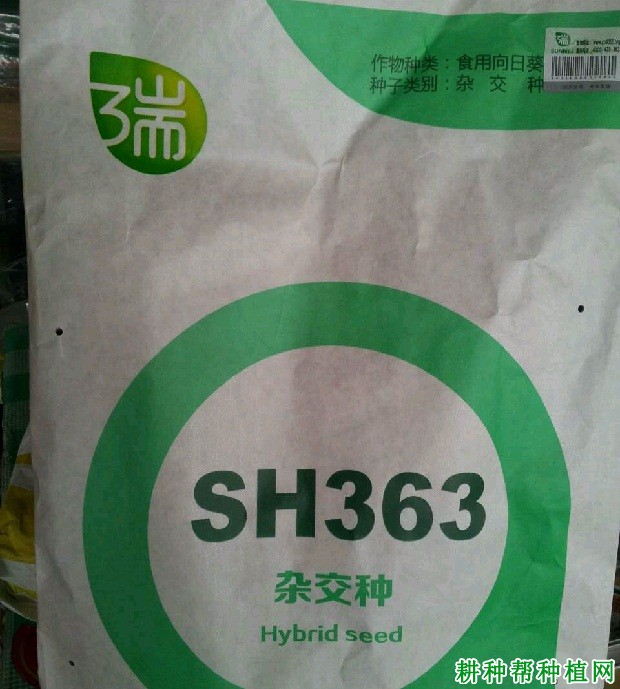 瑞
作物种类：食用向日葵
种子类别：杂交种
SH363
杂交种
Hybrid seed
耕种帮种植网